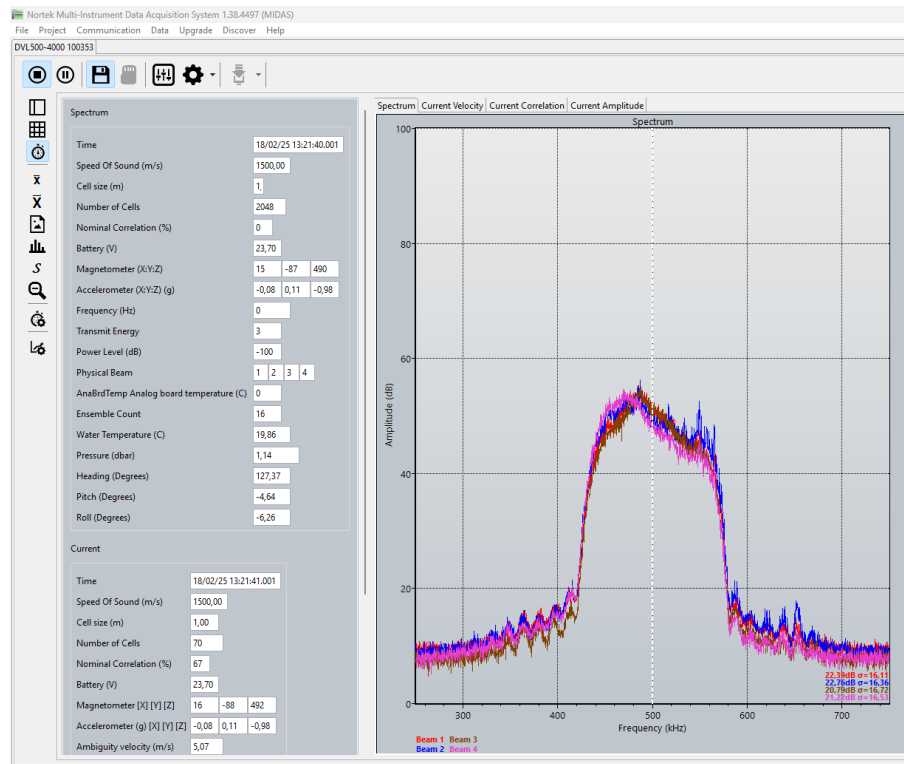 Nortek Multi-Instrument Data Acquisition System 1.38.4497 (MIDAS)
File Project Communication Data Upgrade Discover Help
DVL500-4000 100353
Spectrum
Time 18/02/25 13:21:40.001
Speed Of Sound (m/s) 1500,00
Cell size (m) 1,
Number of Cells 2048
Nominal Correlation (%) 0
Battery (V) 23,70
Magnetometer (X:Y:Z) 15 -87 490
Accelerometer (X:Y:Z) (g) -0,08 0,11 -0,98
Frequency (Hz) 0
Transmit Energy 3
Power Level (dB) -100
Physical Beam 1 2 3 4
AnaBrdTemp Analog board temperature (C) 0
Ensemble Count 16
Water Temperature (C) 19,86
Pressure (dbar) 1,14
Heading (Degrees) 127,37
Pitch (Degrees) -4,64
Roll (Degrees) -6,26
Current
Time 18/02/25 13:21:41.001
Speed Of Sound (m/s) 1500,00
Cell size (m) 1,00
Number of Cells 70
Nominal Correlation (%) 67
Battery (V) 23,70
Magnetometer [X] [Y] [Z] 16 -88 492
Accelerometer (g) [X] [Y] [Z] -0,08 0,11 -0,98
Ambiguity velocity (m/s) 5,07
Spectrum Current Velocity Current Correlation Current Amplitude
Spectrum
100
80
60
40
20
0
Amplitude (dB)
22,39dB σ=16,11
22,76dB σ=16,36
20,79dB σ=16,72
21,22dB σ=16,53
300 400 500 600 700
Frequency (kHz)
Beam 1 Beam 3
Beam 2 Beam 4